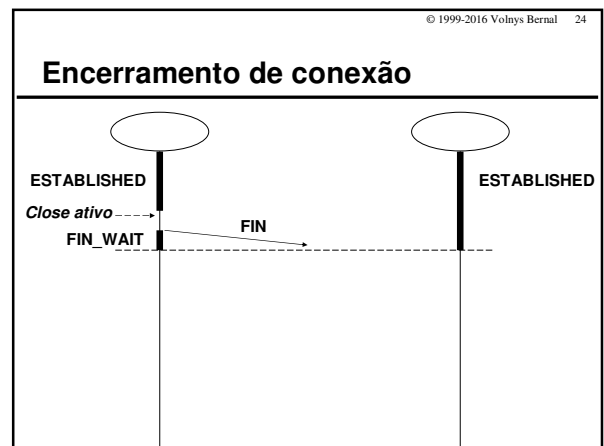 © 1999-2016 Volnys Bernal 24
Encerramento de conexão
ESTABLISHED
ESTABLISHED
Close ativo
FIN
FIN_WAIT